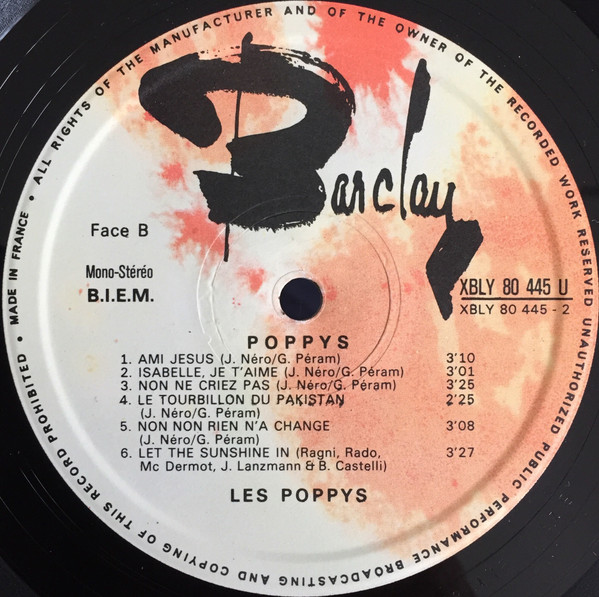 • ALL RIGHTS OF THE MANUFACTURER AND OF THE OWNER OF THE RECORDED WORK RESERVED UNAUTHORIZED PUBLIC PERFORMANCE BROADCASTING AND COPYING OF THIS RECORD PROHIBITED • MADE IN FRANCE
Barclay
Face B
Mono-Stéréo
B.I.E.M.
XBLY 80 445 U
XBLY 80 445 - 2
POPPYS
1. AMI JESUS (J. Néro/G. Péram) 3'10
2. ISABELLE, JE T'AIME (J. Néro/G. Péram) 3'01
3. NON NE CRIEZ PAS (J. Néro/G. Péram) 3'25
4. LE TOURBILLON DU PAKISTAN 2'25
(J. Néro/G. Péram)
5. NON NON RIEN N'A CHANGE 3'08
(J. Néro/G. Péram)
6. LET THE SUNSHINE IN (Ragni, Rado, 3'27
Mc Dermot, J. Lanzmann & B. Castelli)
LES POPPYS